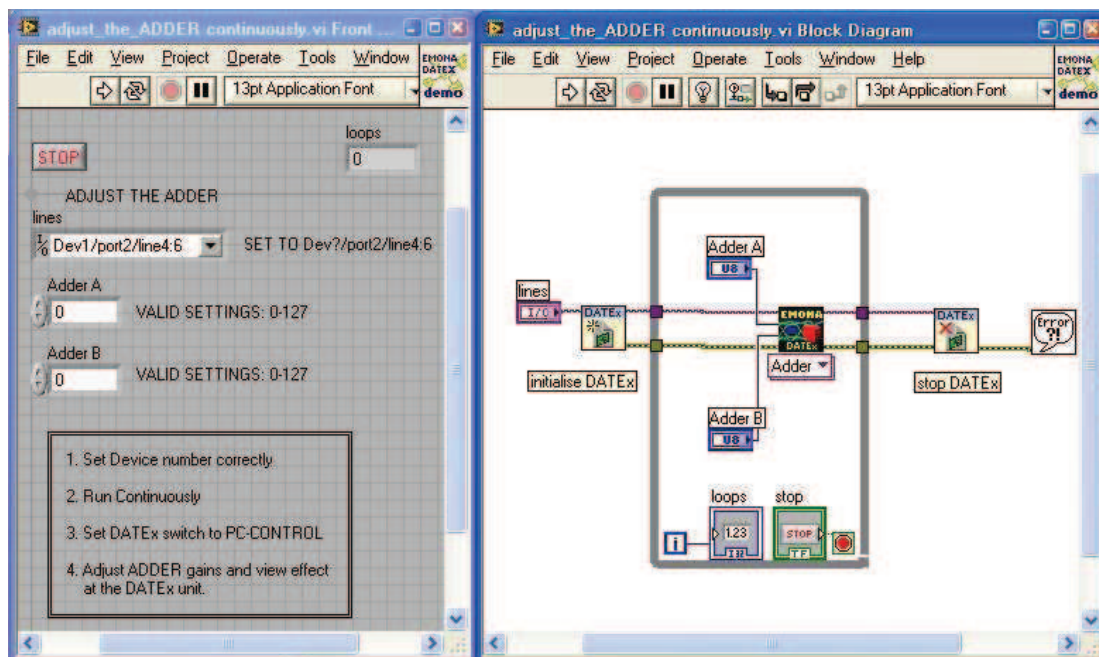 adjust_the_ADDER continuously.vi Front ...
File Edit View Project Operate Tools Window
EMONA
DATEX
demo
13pt Application Font
loops
STOP
0
ADJUST THE ADDER
lines
I/O Dev1/port2/line4:6 SET TO Dev?/port2/line4:6
Adder A
0 VALID SETTINGS: 0-127
Adder B
0 VALID SETTINGS: 0-127
1. Set Device number correctly
2. Run Continuously
3. Set DATEx switch to PC-CONTROL
4. Adjust ADDER gains and view effect
at the DATEx unit.
adjust_the_ADDER continuously.vi Block Diagram
File Edit View Project Operate Tools Window Help
EMONA
DATEX
demo
13pt Application Font
Adder A
U8
lines
I/O
DATEx
EMONA
DATEx
DATEx
Error
?!
Adder
initialise DATEx
stop DATEx
Adder B
U8
loops stop
i
1.23
I32
STOP
TF